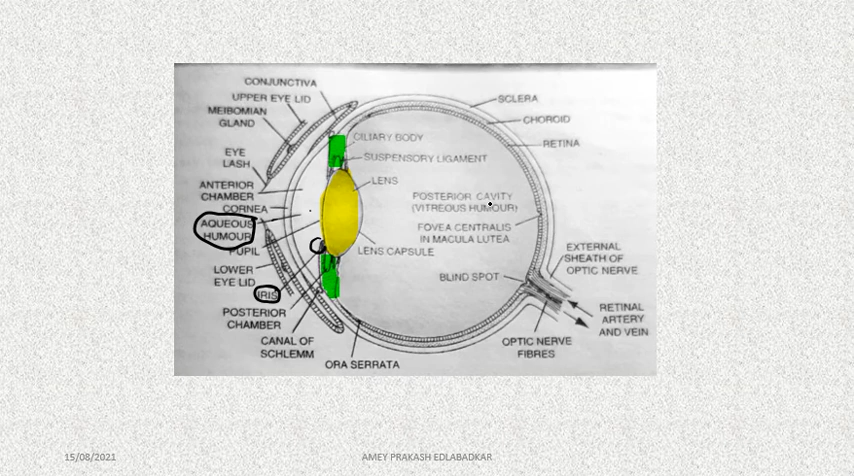 CONJUNCTIVA
UPPER EYE LID
MEIBOMIAN
GLAND
EYE
LASH
ANTERIOR
CHAMBER
CORNEA
AQUEOUS
HUMOUR
PUPIL
LOWER
EYE LID
IRIS
POSTERIOR
CHAMBER
CANAL OF
SCHLEMM
ORA SERRATA
SCLERA
CHOROID
RETINA
CILIARY BODY
SUSPENSORY LIGAMENT
LENS
POSTERIOR CAVITY
(VITREOUS HUMOUR)
FOVEA CENTRALIS
IN MACULA LUTEA
LENS CAPSULE
BLIND SPOT
EXTERNAL
SHEATH OF
OPTIC NERVE
RETINAL
ARTERY
AND VEIN
OPTIC NERVE
FIBRES
15/08/2021
AMEY PRAKASH EDLABADKAR